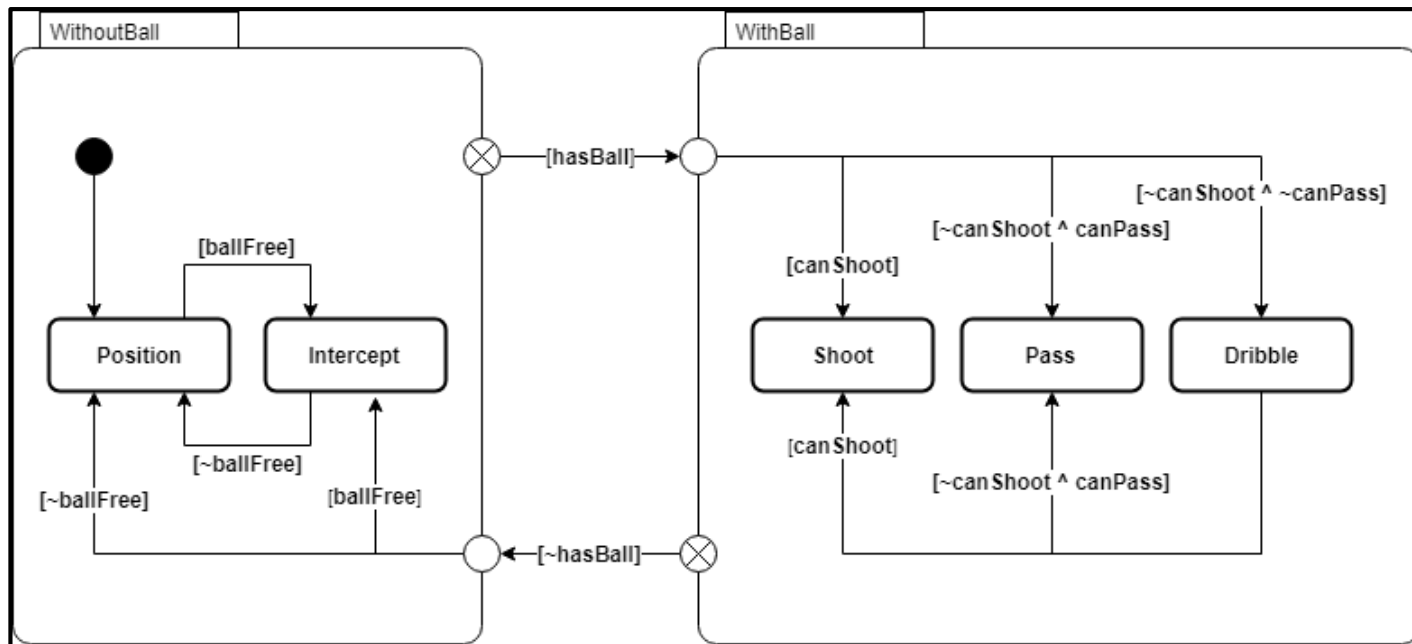 WithoutBall
WithBall
[hasBall]
[~canShoot ^ ~canPass]
[~canShoot ^ canPass]
[ballFree]
[canShoot]
Position
Intercept
Shoot
Pass
Dribble
[canShoot]
[~ballFree]
[~canShoot ^ canPass]
[~ballFree]
[ballFree]
[~hasBall]